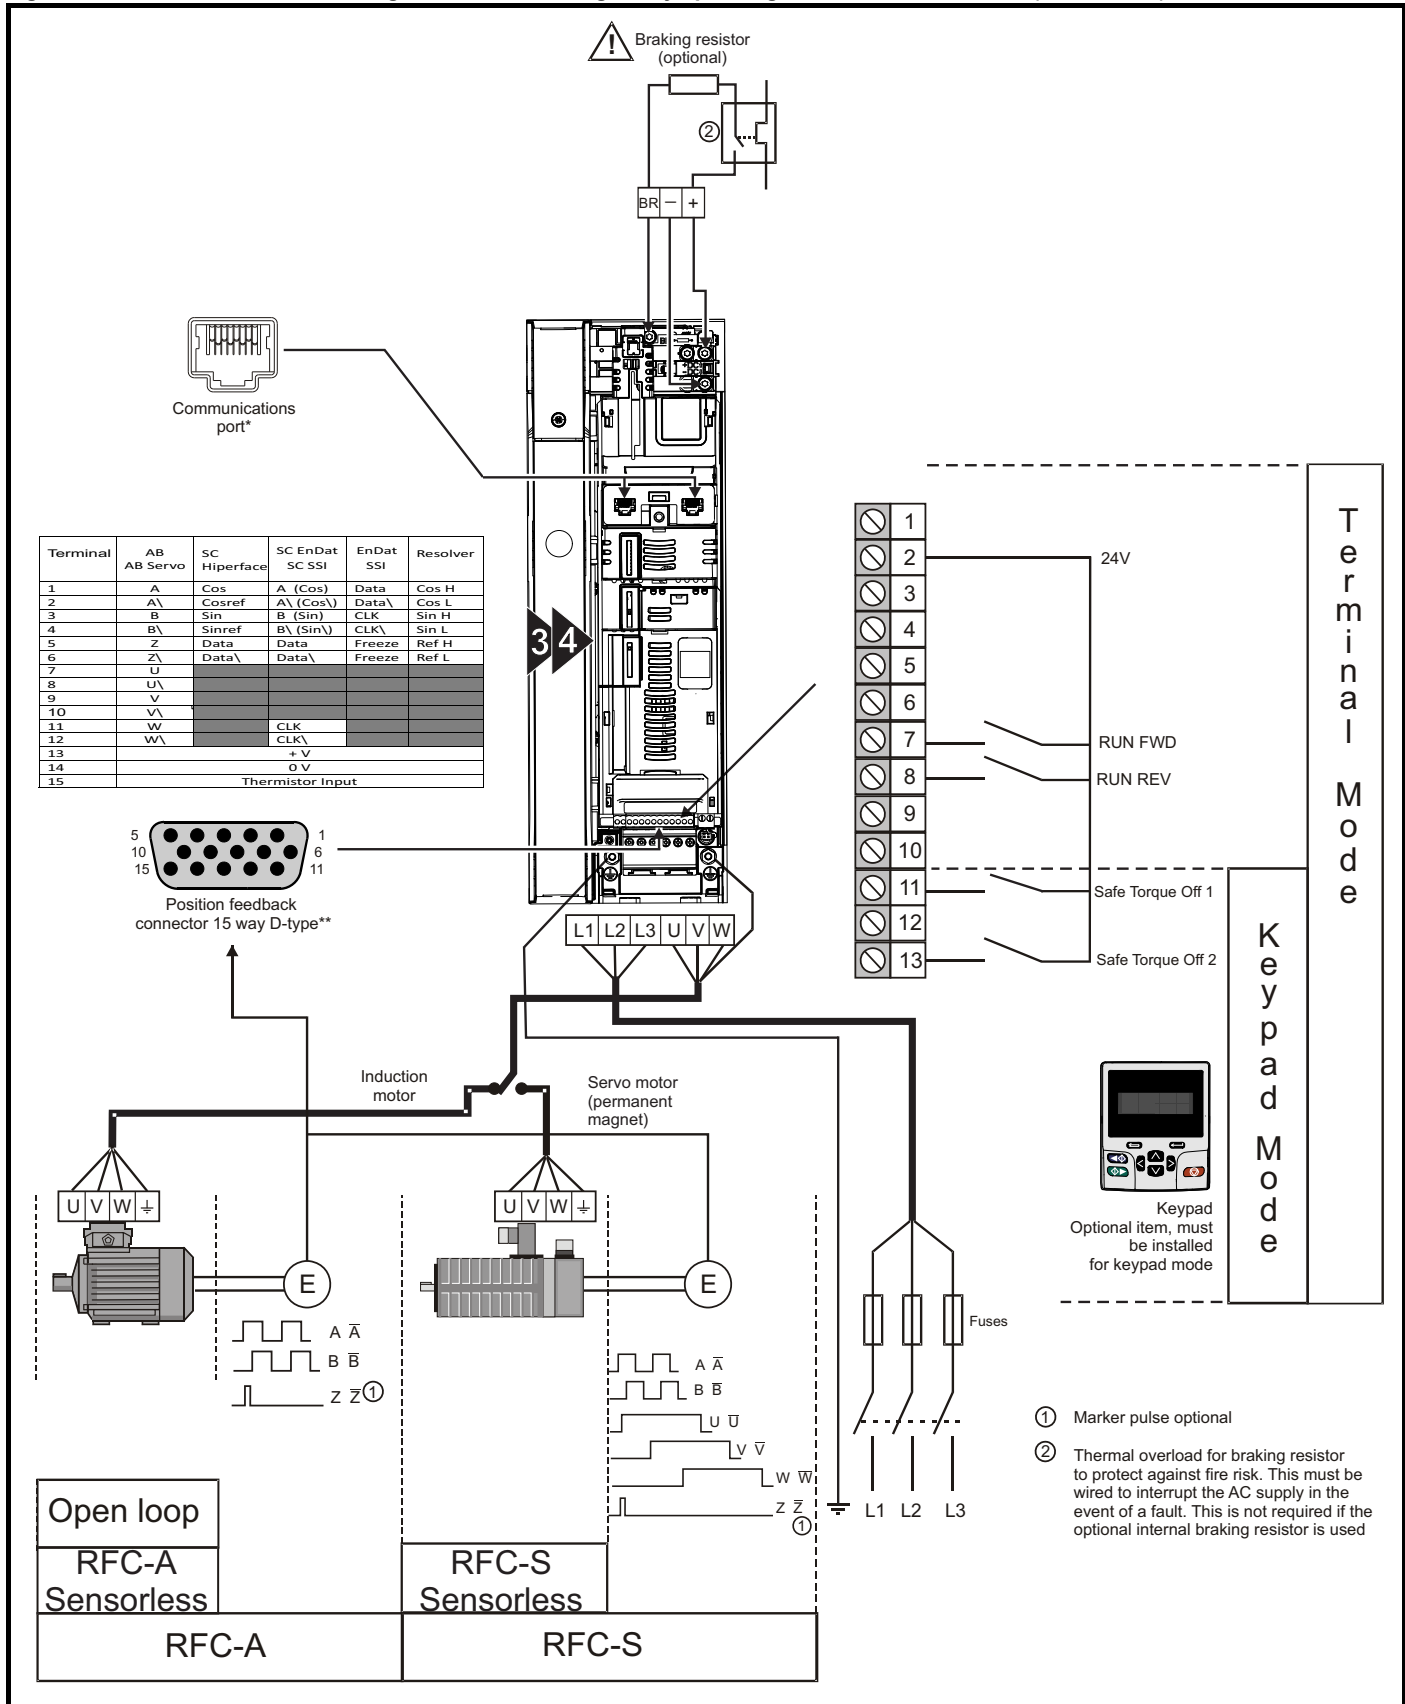 Braking resistor
(optional)
2
BR − +
Communications
port*
Terminal AB AB Servo SC Hiperface SC EnDat SC SSI EnDat SSI Resolver
1 A Cos A (Cos) Data Cos H
2 A\ Cosref A\ (Cos\) Data\ Cos L
3 B Sin B (Sin) CLK Sin H
4 B\ Sinref B\ (Sin\) CLK\ Sin L
5 Z Data Data Freeze Ref H
6 Z\ Data\ Data\ Freeze Ref L
7 U
8 U\
9 V
10 V\
11 W CLK
12 W\ CLK\
13 + V
14 0 V
15 Thermistor Input
3 4
5 1
10 6
15 11
Position feedback
connector 15 way D-type**
L1 L2 L3 U V W
1
2 24V
3
4
5
6
7 RUN FWD
8 RUN REV
9
10
11 Safe Torque Off 1
12
13 Safe Torque Off 2
Terminal Mode
Keypad Mode
Keypad
Optional item, must
be installed
for keypad mode
Induction
motor
Servo motor
(permanent
magnet)
U V W
U V W
E
E
A A̅
B B̅
Z Z̅ 1
A A̅
B B̅
U U̅
V V̅
W W̅
Z Z̅
1
Fuses
L1 L2 L3
1 Marker pulse optional
2 Thermal overload for braking resistor
to protect against fire risk. This must be
wired to interrupt the AC supply in the
event of a fault. This is not required if the
optional internal braking resistor is used
Open loop
RFC-A
Sensorless
RFC-S
Sensorless
RFC-A
RFC-S